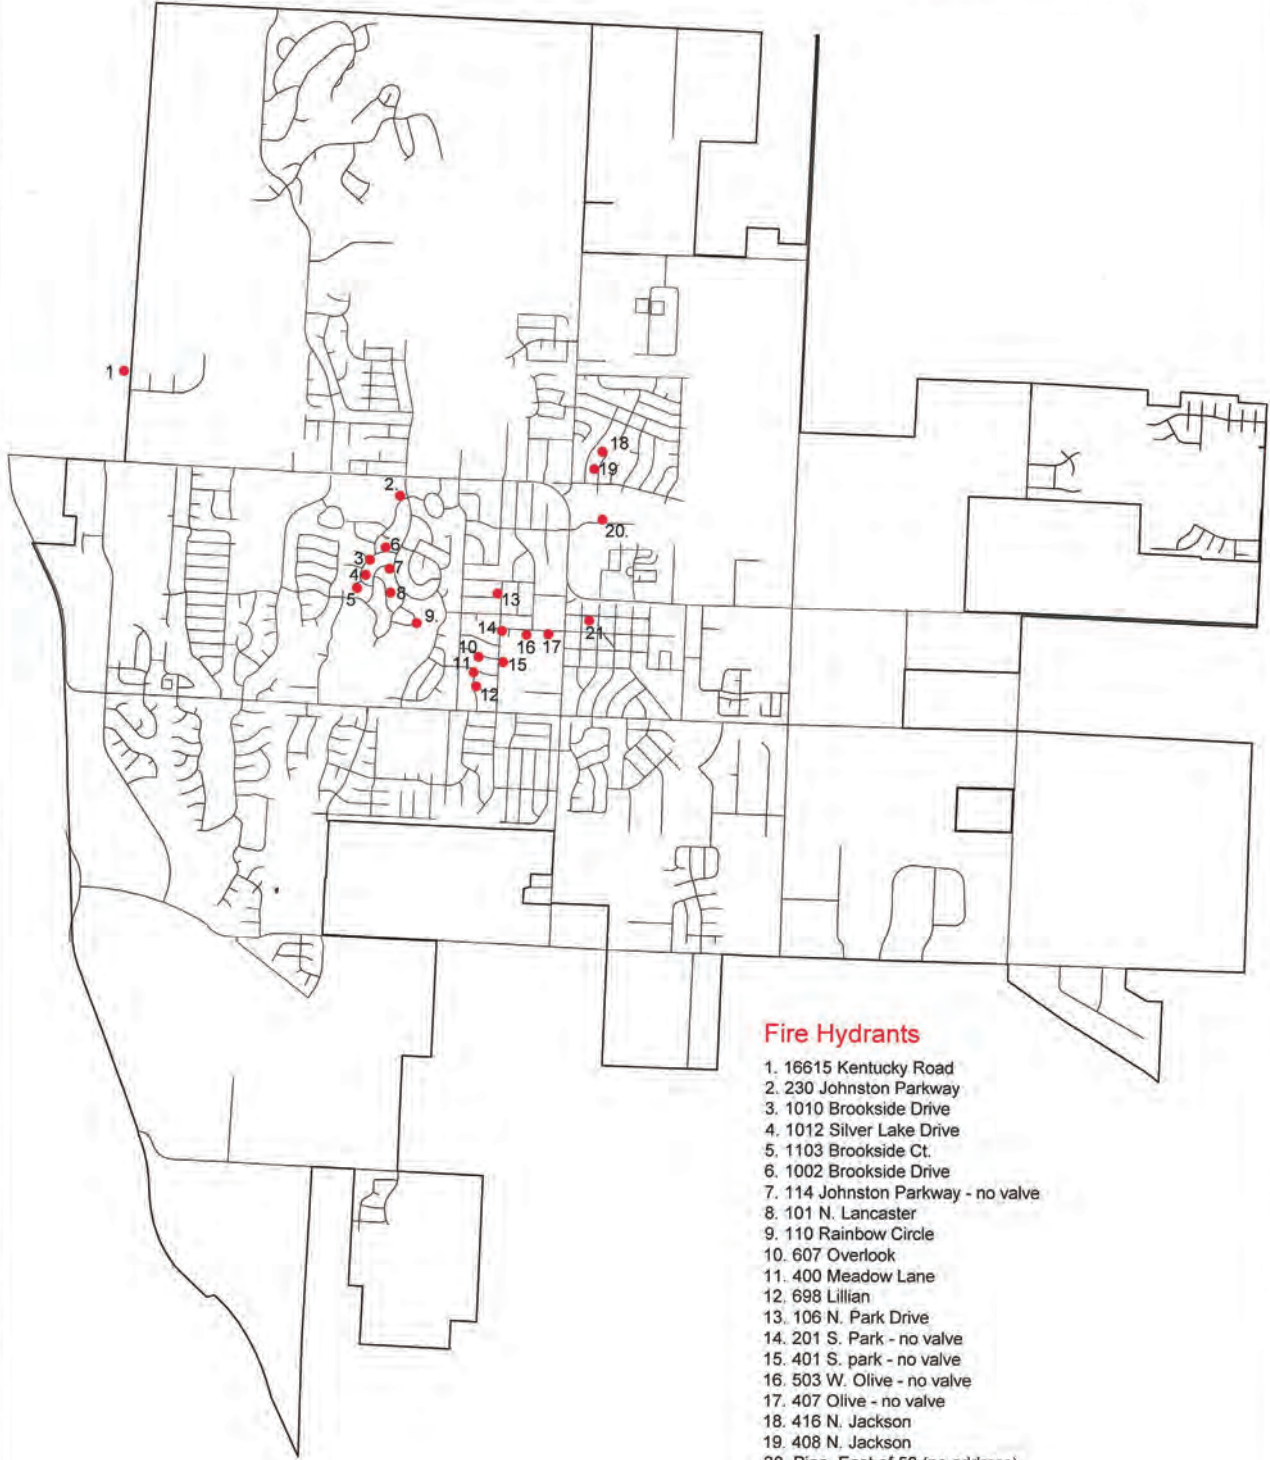 1
18
19
2.
20.
6
3
7
4
5
8
13
9.
21.
14
16
17
10
15
11
12
Fire Hydrants
1. 16615 Kentucky Road
2. 230 Johnston Parkway
3. 1010 Brookside Drive
4. 1012 Silver Lake Drive
5. 1103 Brookside Ct.
6. 1002 Brookside Drive
7. 114 Johnston Parkway - no valve
8. 101 N. Lancaster
9. 110 Rainbow Circle
10. 607 Overlook
11. 400 Meadow Lane
12. 698 Lillian
13. 106 N. Park Drive
14. 201 S. Park - no valve
15. 401 S. park - no valve
16. 503 W. Olive - no valve
17. 407 Olive - no valve
18. 416 N. Jackson
19. 408 N. Jackson